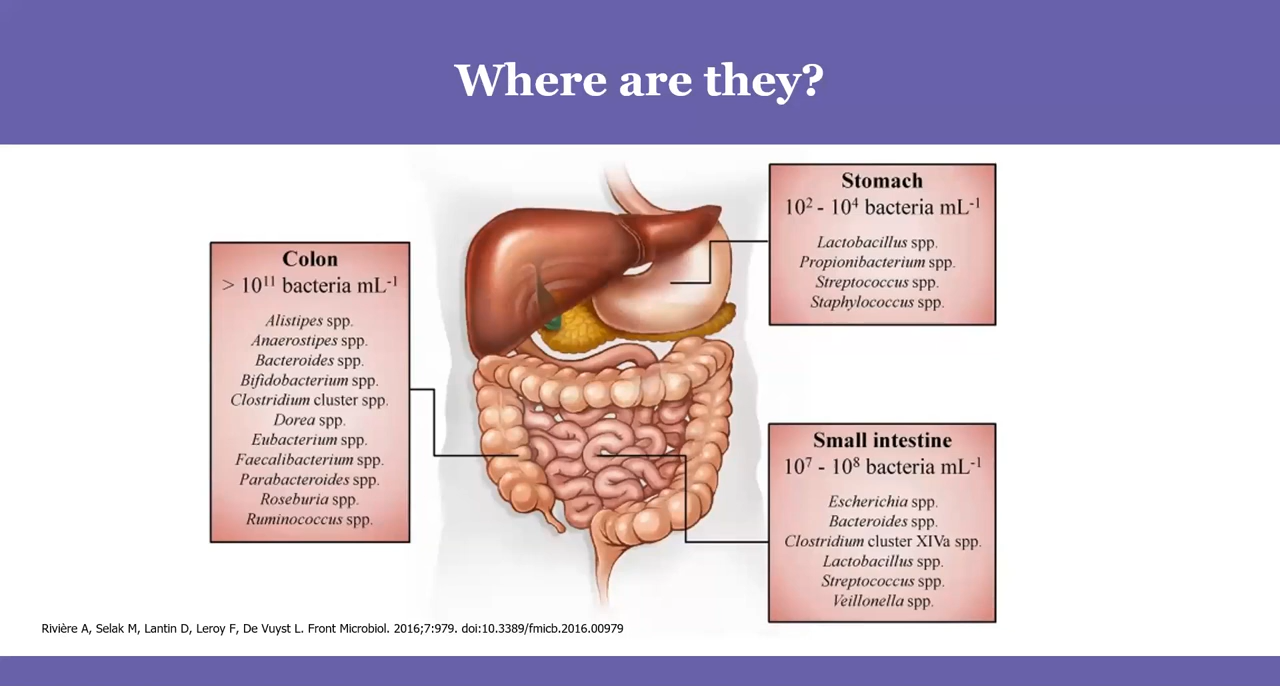 Where are they?
Stomach
10² - 10⁴ bacteria mL⁻¹
Lactobacillus spp.
Propionibacterium spp.
Streptococcus spp.
Staphylococcus spp.
Colon
> 10¹¹ bacteria mL⁻¹
Alistipes spp.
Anaerostipes spp.
Bacteroides spp.
Bifidobacterium spp.
Clostridium cluster spp.
Dorea spp.
Eubacterium spp.
Faecalibacterium spp.
Parabacteroides spp.
Roseburia spp.
Ruminococcus spp.
Small intestine
10⁷ - 10⁸ bacteria mL⁻¹
Escherichia spp.
Bacteroides spp.
Clostridium cluster XIVa spp.
Lactobacillus spp.
Streptococcus spp.
Veillonella spp.
Rivière A, Selak M, Lantin D, Leroy F, De Vuyst L. Front Microbiol. 2016;7:979. doi:10.3389/fmicb.2016.00979